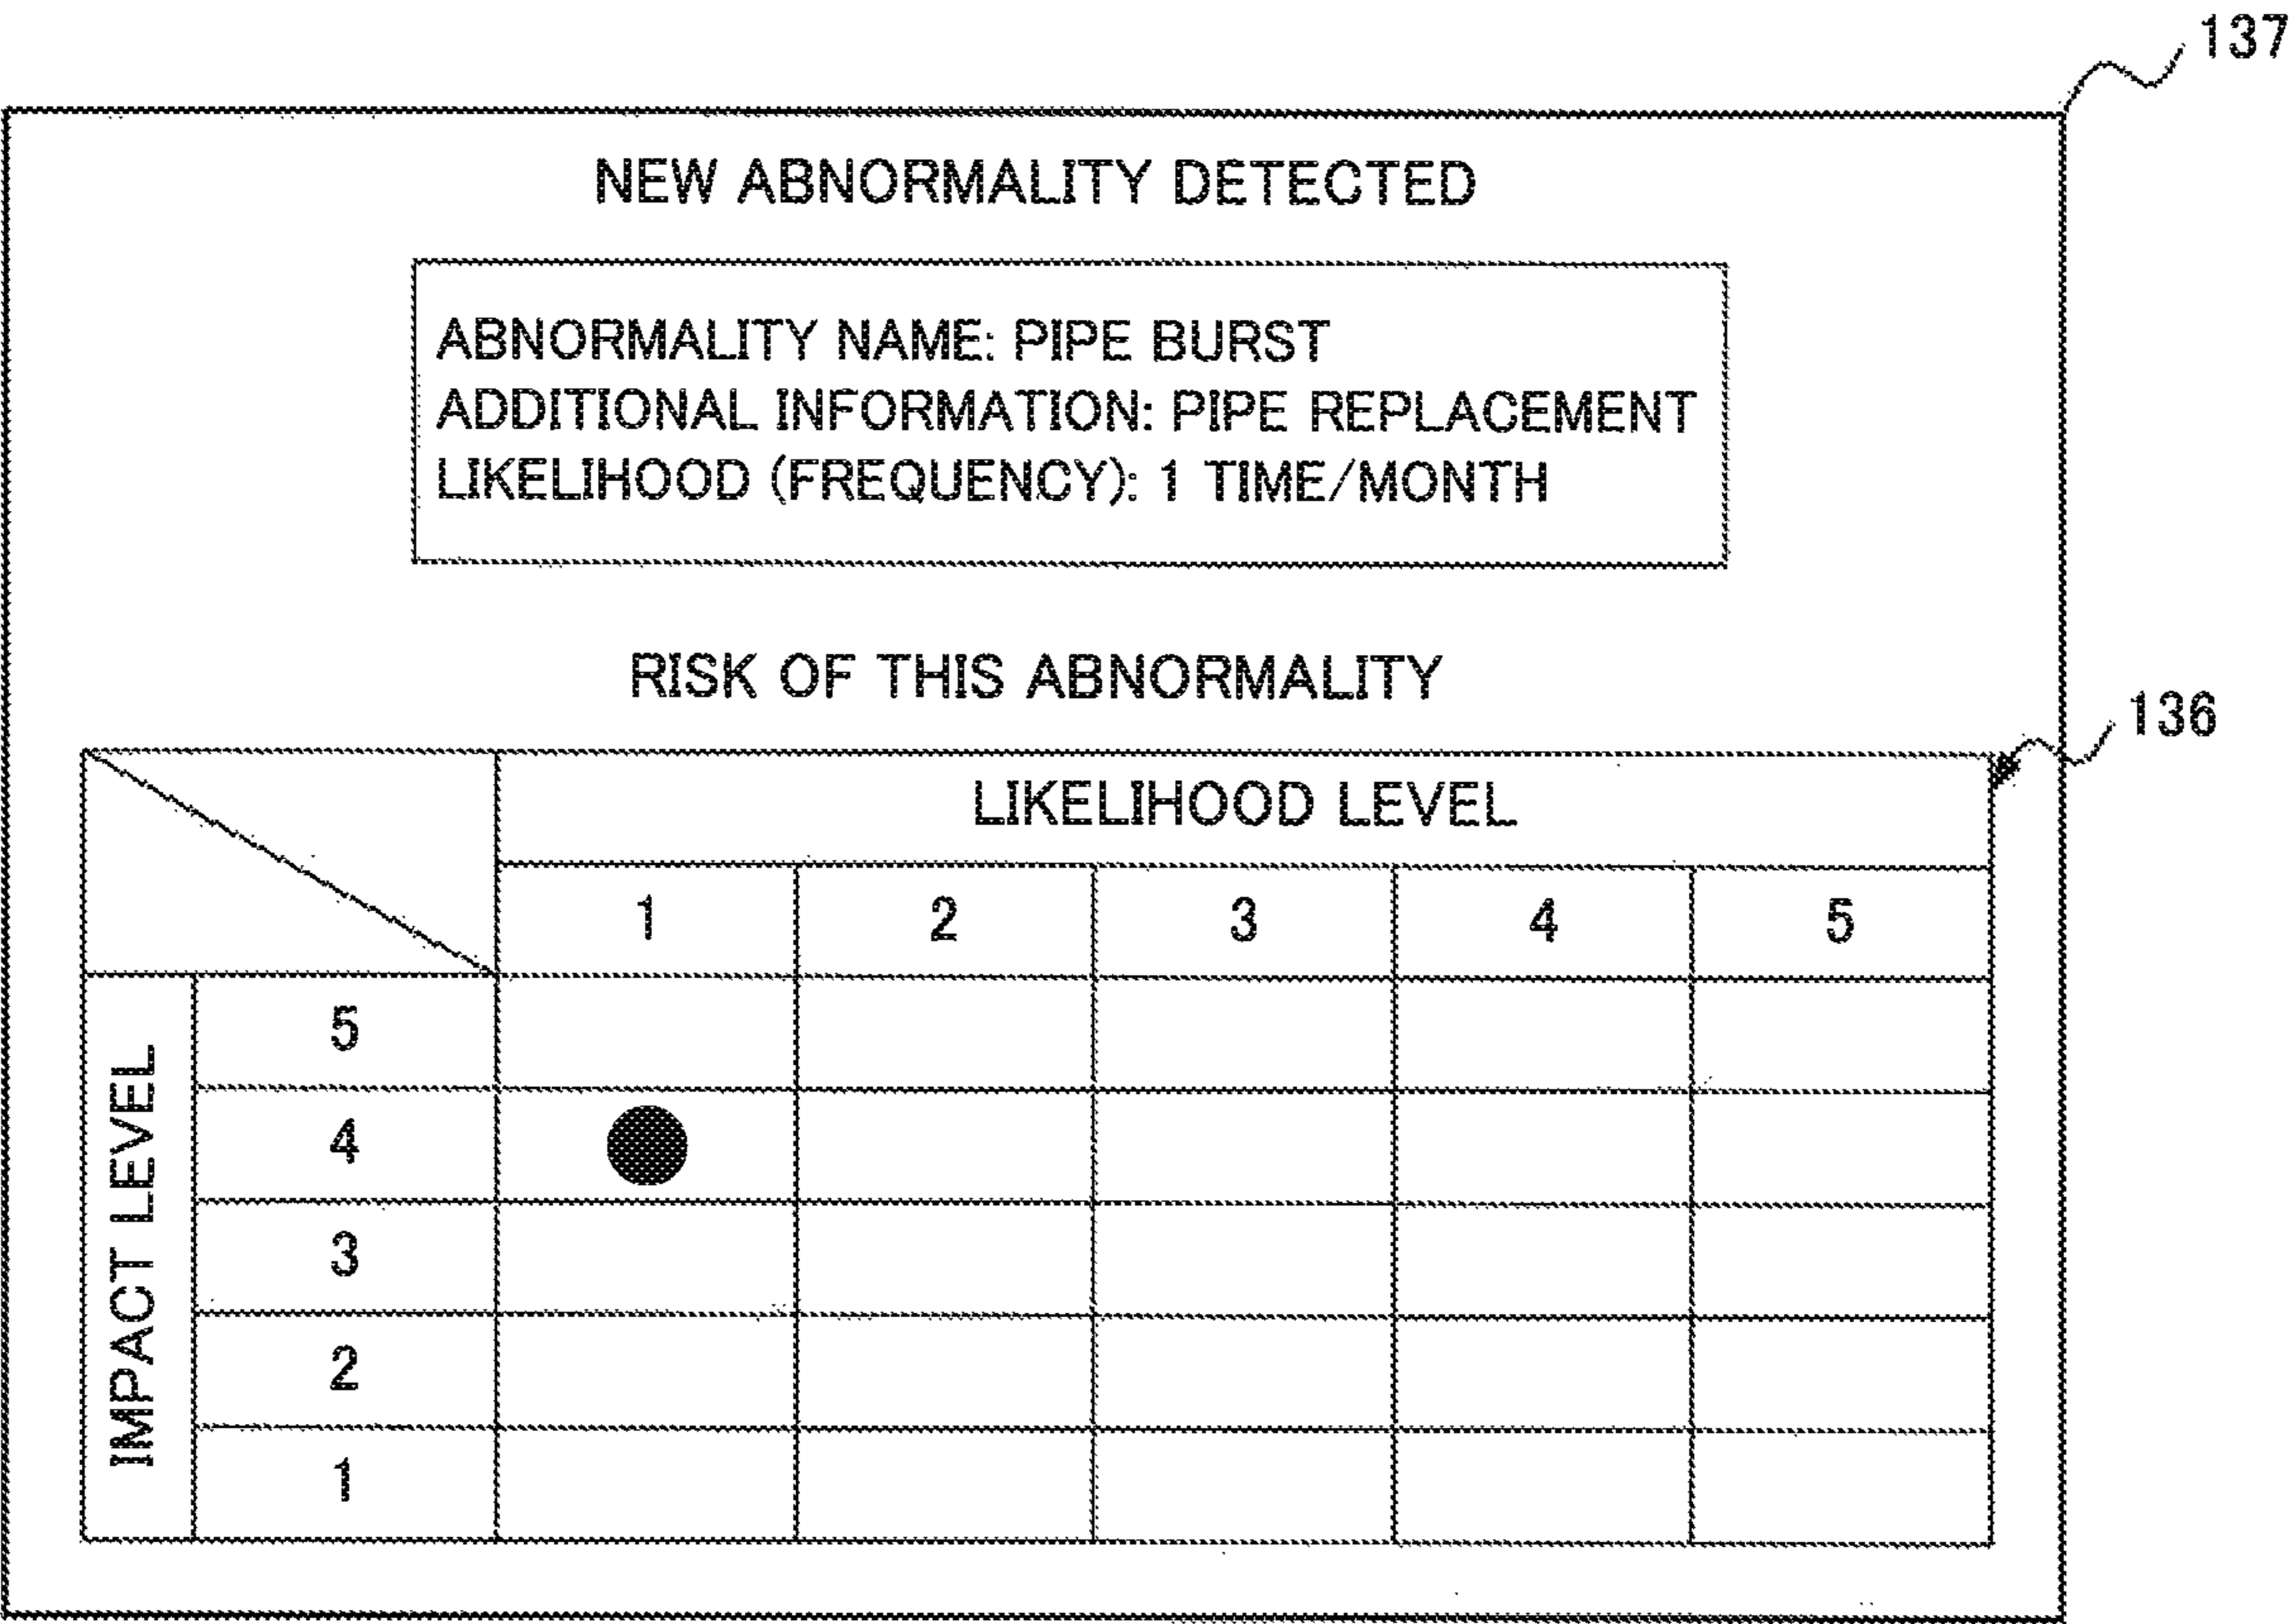 137
NEW ABNORMALITY DETECTED
ABNORMALITY NAME: PIPE BURST
ADDITIONAL INFORMATION: PIPE REPLACEMENT
LIKELIHOOD (FREQUENCY): 1 TIME/MONTH
RISK OF THIS ABNORMALITY
136
LIKELIHOOD LEVEL
1 2 3 4 5
IMPACT LEVEL
5
4
3
2
1